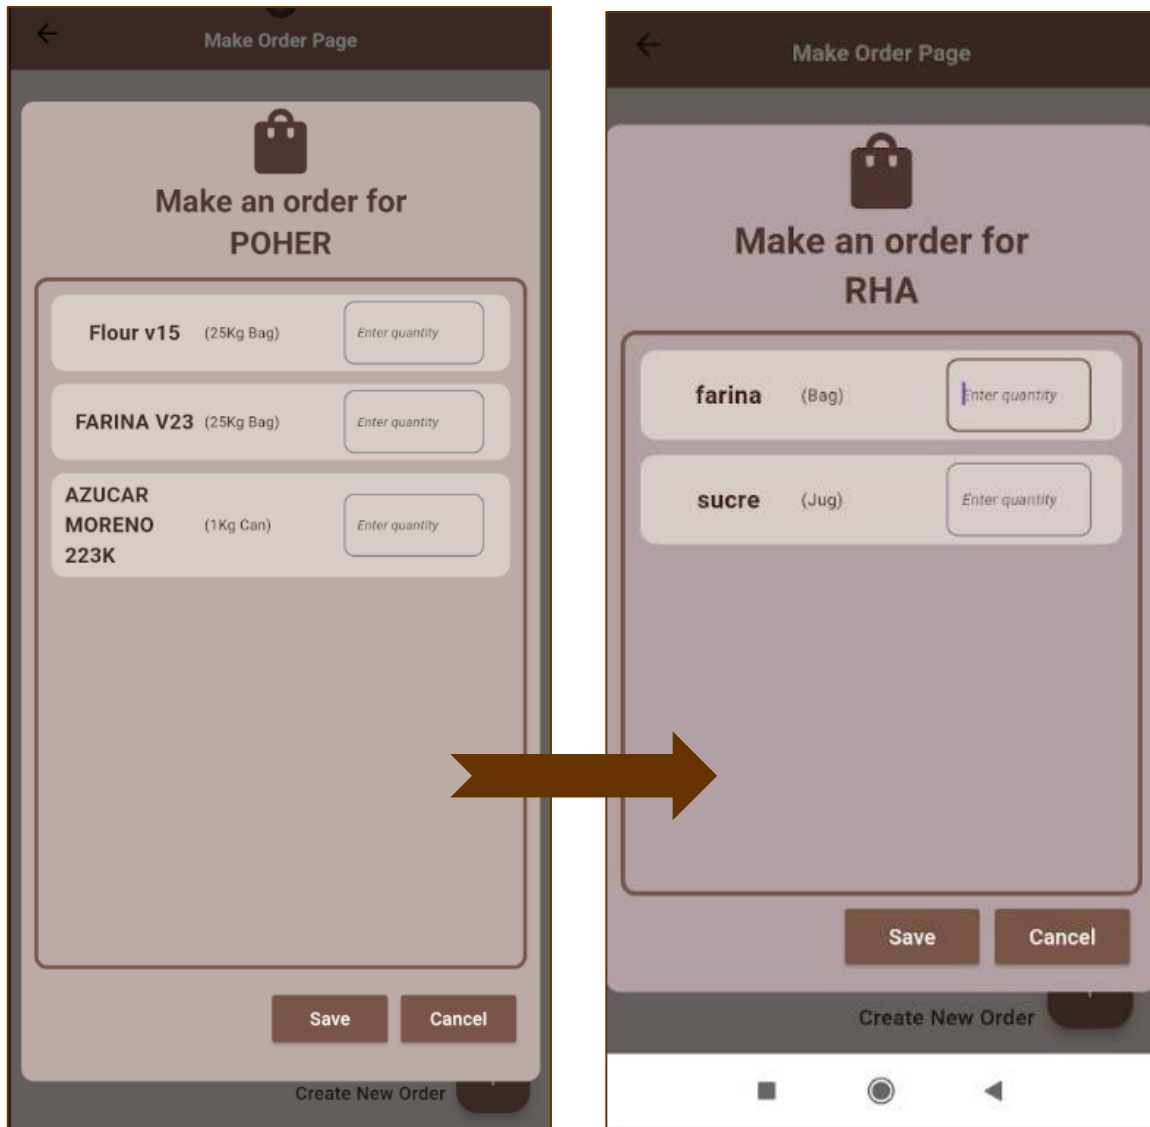 Make Order Page
Make an order for
POHER
Flour v15 (25Kg Bag) Enter quantity
FARINA V23 (25Kg Bag) Enter quantity
AZUCAR
MORENO (1Kg Can) Enter quantity
223K
Save Cancel
Create New Order
Make Order Page
Make an order for
RHA
farina (Bag) Enter quantity
sucre (Jug) Enter quantity
Save Cancel
Create New Order